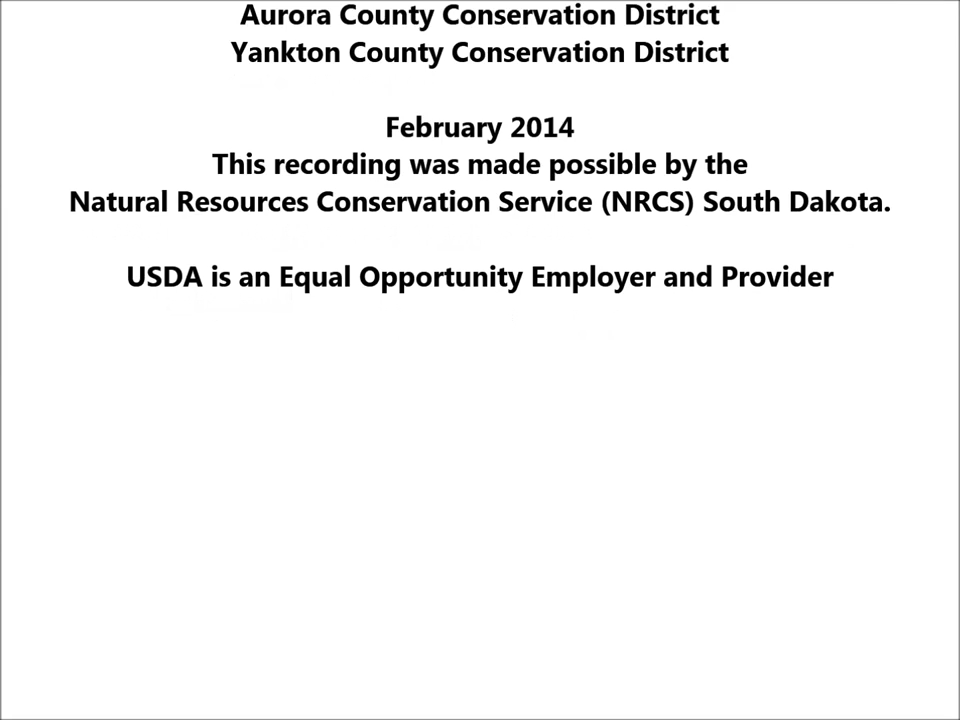 Aurora County Conservation District
Yankton County Conservation District
February 2014
This recording was made possible by the
Natural Resources Conservation Service (NRCS) South Dakota.
USDA is an Equal Opportunity Employer and Provider